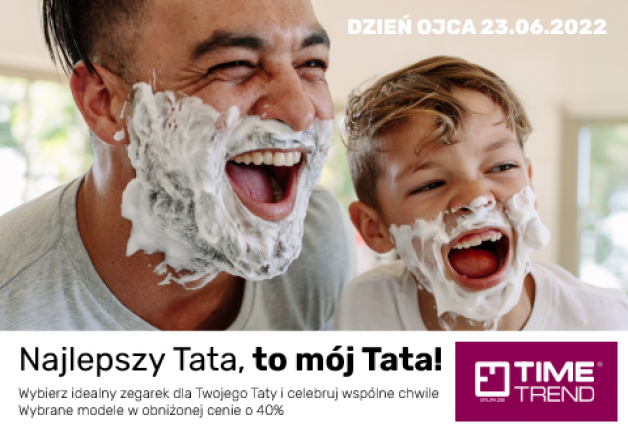 DZIEŃ OJCA 23.06.2022
Najlepszy Tata, to mój Tata!
Wybierz idealny zegarek dla Twojego Taty i celebruj wspólne chwile
Wybrane modele w obniżonej cenie o 40%
TIME
TREND